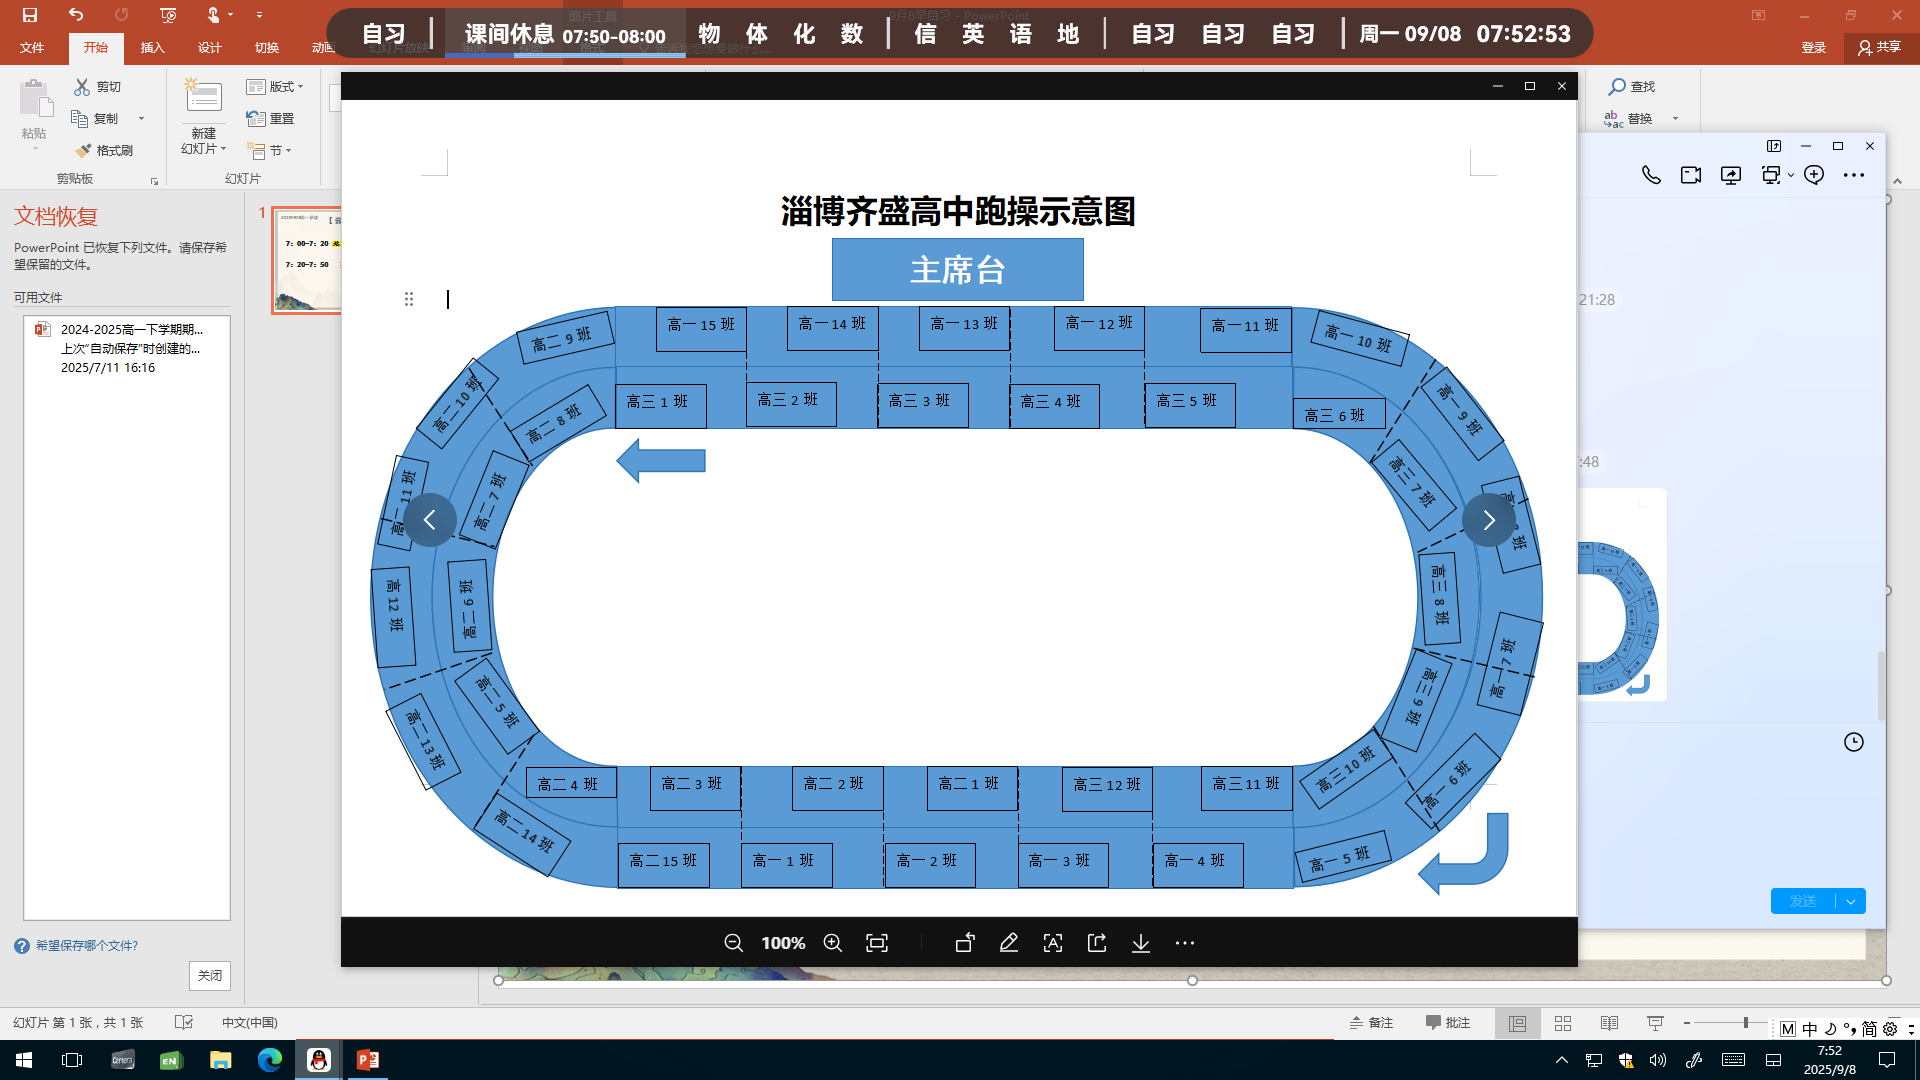 自习
课间休息 07:50-08:00
物 体 化 数
信 英 语 地
自习 自习 自习
周一 09/08 07:52:53
文件
开始
插入
设计
切换
登录
共享
粘贴
剪切
复制
格式刷
剪贴板
新建
幻灯片
版式
重置
节
幻灯片
查找
替换
文档恢复
PowerPoint 已恢复下列文件。请保存希
望保留的文件。
可用文件
2024-2025高一下学期期...
上次“自动保存”时创建的...
2025/7/11 16:16
希望保存哪个文件?
关闭
1
7：00-7：20
7：20-7：50
淄博齐盛高中跑操示意图
主席台
高二 9 班
高一 15 班
高一 14 班
高一 13 班
高一 12 班
高一 11 班
高一 10 班
高二 10 班
高二 8 班
高三 1 班
高三 2 班
高三 3 班
高三 4 班
高三 5 班
高三 6 班
高一 9 班
高二 7 班
高三 7 班
高 12 班
高二 6 班
高三 8 班
高一 7 班
高二 5 班
高三 9 班
高二 13 班
高二 4 班
高二 3 班
高二 2 班
高二 1 班
高三 12 班
高三 11 班
高三 10 班
高一 6 班
高二 14 班
高二 15 班
高一 1 班
高一 2 班
高一 3 班
高一 4 班
高一 5 班
21:28
:48
发送
100%
幻灯片 第 1 张，共 1 张
中文(中国)
备注
批注
M 中 简
EN
7:52
2025/9/8